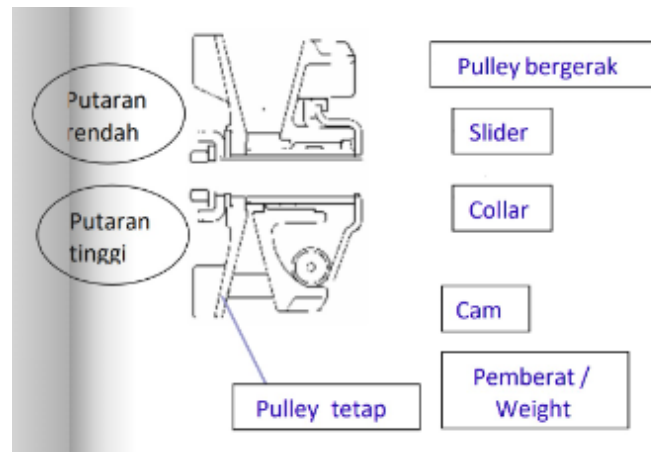 Putaran
rendah
Putaran
tinggi
Pulley bergerak
Slider
Collar
Cam
Pemberat /
Weight
Pulley tetap